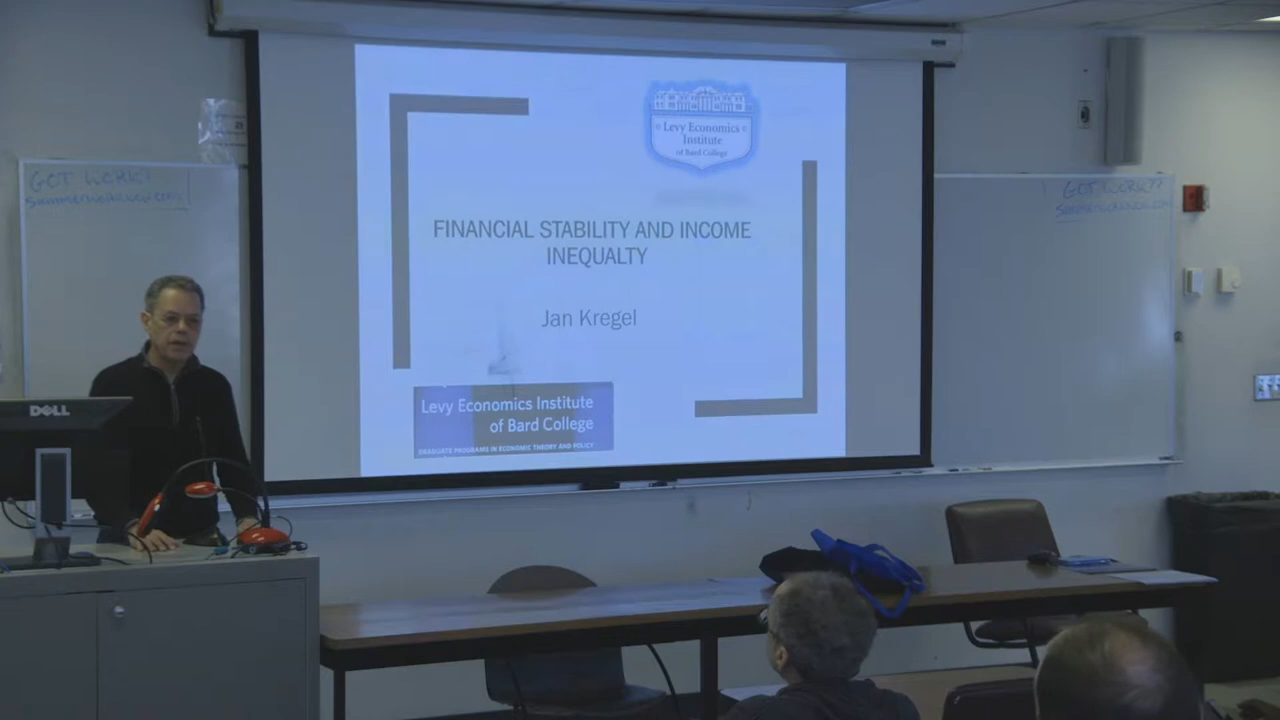 Levy Economics
Institute
of Bard College
FINANCIAL STABILITY AND INCOME
INEQUALTY
Jan Kregel
Levy Economics Institute
of Bard College
GRADUATE PROGRAMS IN ECONOMIC THEORY AND POLICY
GOT WORK?
GOT WORK??
DELL